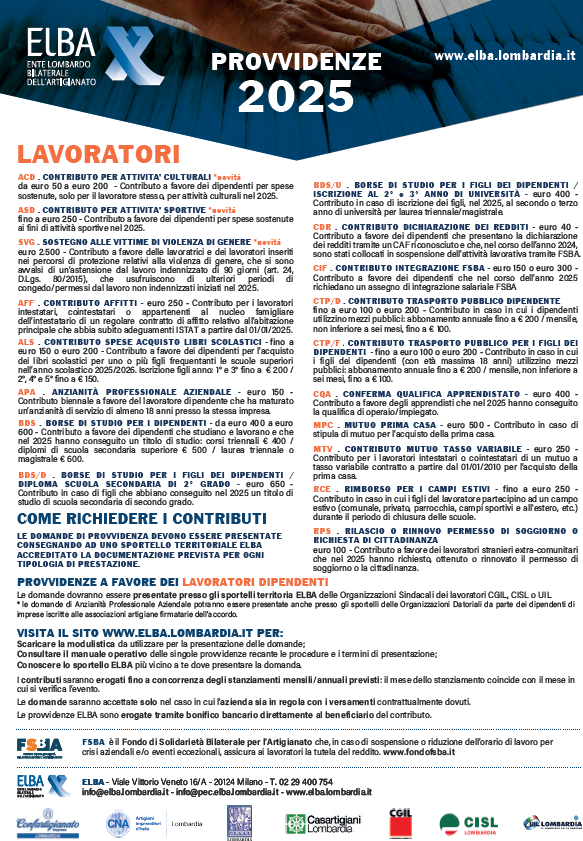 ELBA
ENTE LOMBARDO
BILATERALE
DELL'ARTIGIANATO
PROVVIDENZE
2025
www.elba.lombardia.it
LAVORATORI
ACD . CONTRIBUTO PER ATTIVITA' CULTURALI *novità
da euro 50 a euro 200 - Contributo a favore dei dipendenti per spese
sostenute, solo per il lavoratore stesso, per attività culturali nel 2025.
ASD . CONTRIBUTO PER ATTIVITA' SPORTIVE *novità
fino a euro 250 - Contributo a favore dei dipendenti per spese sostenute
ai fini di attività sportive nel 2025.
SVG . SOSTEGNO ALLE VITTIME DI VIOLENZA DI GENERE *novità
euro 2.500 - Contributo a favore delle lavoratrici e dei lavoratori inseriti
nei percorsi di protezione relativi alla violenza di genere, che si sono
avvalsi di un'astensione dal lavoro indennizzato di 90 giorni (art. 24,
D.Lgs. 80/2015), che usufruiscono di ulteriori periodi di
congedo/permessi dal lavoro non indennizzati iniziati nel 2025.
AFF . CONTRIBUTO AFFITTI - euro 250 - Contributo per i lavoratori
intestatari, cointestatari o appartenenti al nucleo famigliare
dell'intestatario di un regolare contratto di affitto relativo all'abitazione
principale che abbia subito adeguamenti ISTAT a partire dal 01/01/2025.
ALS . CONTRIBUTO SPESE ACQUISTO LIBRI SCOLASTICI - fino a
euro 150 o euro 200 - Contributo a favore dei dipendenti per l'acquisto
dei libri scolastici per uno o più figli frequentanti le scuole superiori
nell'anno scolastico 2025/2026. Iscrizione figli anno: 1° e 3° fino a € 200 /
2°, 4° e 5° fino a € 150.
APA . ANZIANITÀ PROFESSIONALE AZIENDALE - euro 150 -
Contributo biennale a favore del lavoratore dipendente che ha maturato
un'anzianità di servizio di almeno 18 anni presso la stessa impresa.
BDS . BORSE DI STUDIO PER I DIPENDENTI - da euro 400 a euro
600 - Contributo a favore dei dipendenti che studiano e lavorano e che
nel 2025 hanno conseguito un titolo di studio: corsi triennali € 400 /
diplomi di scuola secondaria superiore € 500 / laurea triennale o
magistrale € 600.
BDS/D . BORSE DI STUDIO PER I FIGLI DEI DIPENDENTI /
DIPLOMA SCUOLA SECONDARIA DI 2° GRADO - euro 650 -
Contributo in caso di figli che abbiano conseguito nel 2025 un titolo di
studio di scuola secondaria di secondo grado.
BDS/U . BORSE DI STUDIO PER I FIGLI DEI DIPENDENTI /
ISCRIZIONE AL 2° e 3° ANNO DI UNIVERSITÀ - euro 400 -
Contributo in caso di iscrizione dei figli, nel 2025, al secondo o terzo
anno di università per laurea triennale/magistrale.
CDR . CONTRIBUTO DICHIARAZIONE DEI REDDITI - euro 40 -
Contributo a favore dei dipendenti che presentano la dichiarazione
dei redditi tramite un CAF riconosciuto e che, nel corso dell'anno 2024,
sono stati collocati in sospensione dell'attività lavorativa tramite FSBA.
CIF . CONTRIBUTO INTEGRAZIONE FSBA - euro 150 o euro 300 -
Contributo a favore dei dipendenti che nel corso dell'anno 2025
richiedano un assegno di integrazione salariale FSBA
CTP/D . CONTRIBUTO TRASPORTO PUBBLICO DIPENDENTE
fino a euro 100 o euro 200 - Contributo in caso in cui i dipendenti
utilizzino mezzi pubblici: abbonamento annuale fino a € 200 / mensile,
non inferiore a sei mesi, fino a € 100.
CTP/F . CONTRIBUTO TRASPORTO PUBBLICO PER I FIGLI DEI
DIPENDENTI - fino a euro 100 o euro 200 - Contributo in caso in cui
i figli dei dipendenti (con età massima 18 anni) utilizzino mezzi
pubblici: abbonamento annuale fino a € 200 / mensile, non inferiore a
sei mesi, fino a € 100.
CQA . CONFERMA QUALIFICA APPRENDISTATO - euro 400 -
Contributo a favore degli apprendisti che nel 2025 hanno conseguito
la qualifica di operaio/impiegato.
MPC . MUTUO PRIMA CASA - euro 500 - Contributo in caso di
stipula di mutuo per l'acquisto della prima casa.
MTV . CONTRIBUTO MUTUO TASSO VARIABILE - euro 250 -
Contributo per i lavoratori intestatari o cointestatari di un mutuo a
tasso variabile contratto a partire dal 01/01/2010 per l'acquisto della
prima casa.
RCE . RIMBORSO PER I CAMPI ESTIVI - fino a euro 250 -
Contributo in caso in cui i figli del lavoratore partecipino ad un campo
estivo (comunale, privato, parrocchia, campi sportivi e all'estero, etc.)
durante il periodo di chiusura delle scuole.
RPS . RILASCIO O RINNOVO PERMESSO DI SOGGIORNO O
RICHIESTA DI CITTADINANZA
euro 100 - Contributo a favore dei lavoratori stranieri extra-comunitari
che nel 2025 hanno richiesto, ottenuto o rinnovato il permesso di
soggiorno o la cittadinanza.
COME RICHIEDERE I CONTRIBUTI
LE DOMANDE DI PROVVIDENZA DEVONO ESSERE PRESENTATE
CONSEGNANDO AD UNO SPORTELLO TERRITORIALE ELBA
ACCREDITATO LA DOCUMENTAZIONE PREVISTA PER OGNI
TIPOLOGIA DI PRESTAZIONE.
PROVVIDENZE A FAVORE DEI LAVORATORI DIPENDENTI
Le domande dovranno essere presentate presso gli sportelli territoria ELBA delle Organizzazioni Sindacali dei lavoratori CGIL, CISL o UIL
* le domande di Anzianità Professionale Aziendale potranno essere presentate anche presso gli sportelli delle Organizzazioni Datoriali da parte dei dipendenti di
imprese iscritte alle associazioni artigiane firmatarie dell'accordo.
VISITA IL SITO WWW.ELBA.LOMBARDIA.IT PER:
Scaricare la modulistica da utilizzare per la presentazione delle domande;
Consultare il manuale operativo delle singole provvidenze recante le procedure e i termini di presentazione;
Conoscere lo sportello ELBA più vicino a te dove presentare la domanda.
I contributi saranno erogati fino a concorrenza degli stanziamenti mensili/annuali previsti: il mese dello stanziamento coincide con il mese in
cui si verifica l'evento.
Le domande saranno accettate solo nel caso in cui l'azienda sia in regola con i versamenti contrattualmente dovuti.
Le provvidenze ELBA sono erogate tramite bonifico bancario direttamente al beneficiario del contributo.
FSBA
FSBA è il Fondo di Solidarietà Bilaterale per l'Artigianato che, in caso di sospensione o riduzione dell'orario di lavoro per
crisi aziendali e/o eventi eccezionali, assicura ai lavoratori la tutela del reddito. www.fondofsba.it
ELBA
ENTE LOMBARDO
BILATERALE
DELL'ARTIGIANATO
ELBA - Viale Vittorio Veneto 16/A - 20124 Milano - T. 02 29 400 754
info@elba.lombardia.it - info@pec.elba.lombardia.it - www.elba.lombardia.it
Confartigianato
CNA
Artigiani
Imprenditori
d'Italia
Lombardia
LOMBARDIA
Casartigiani
Lombardia
CGIL
CISL
LOMBARDIA
UIL LOMBARDIA